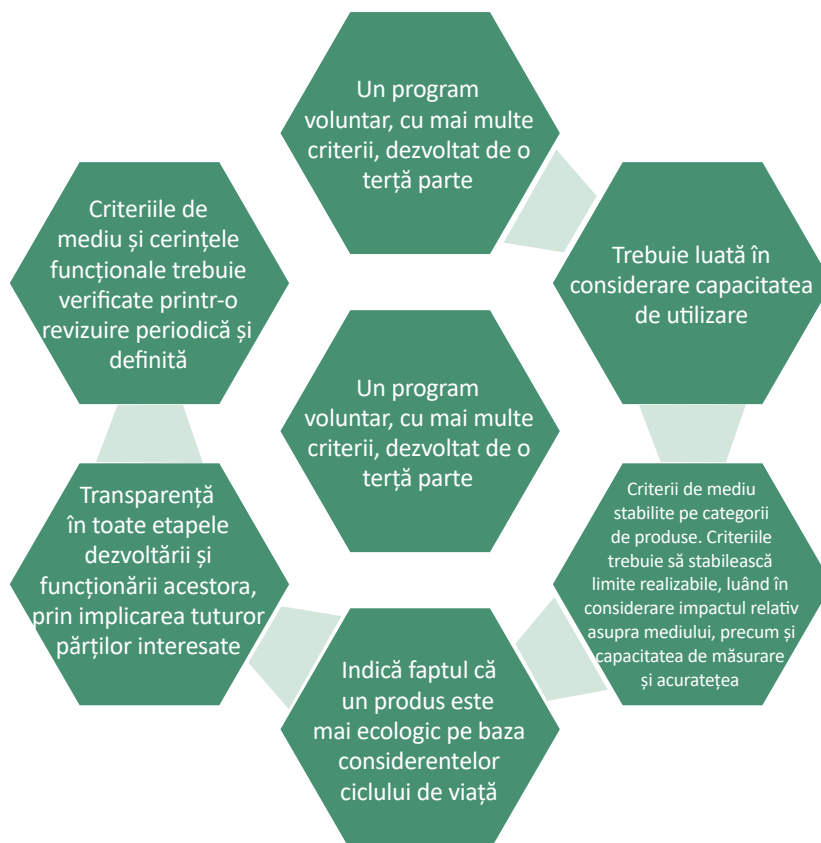 Un program
voluntar, cu mai multe
criterii, dezvoltat de o
terță parte
Trebuie luată în
considerare capacitatea
de utilizare
Criterii de mediu
stabilite pe categorii
de produse. Criteriile
trebuie să stabilească
limite realizabile, luând în
considerare impactul relativ
asupra mediului, precum și
capacitatea de măsurare
și acuratețea
Indică faptul că
un produs este
mai ecologic pe baza
considerentelor
ciclului de viață
Transparență
în toate etapele
dezvoltării și
funcționării acestora,
prin implicarea tuturor
părților interesate
Criteriile de
mediu și cerințele
funcționale trebuie
verificate printr-o
revizuire periodică și
definită
Un program
voluntar, cu mai multe
criterii, dezvoltat de o
terță parte